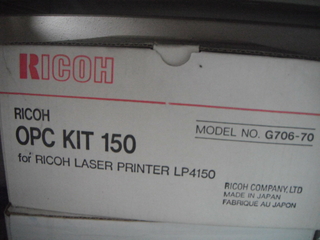 RICOH
RICOH
OPC KIT 150
for RICOH LASER PRINTER LP4150
MODEL NO. G706-70
RICOH COMPANY, LTD
MADE IN JAPAN
FABRIQUE AU JAPON